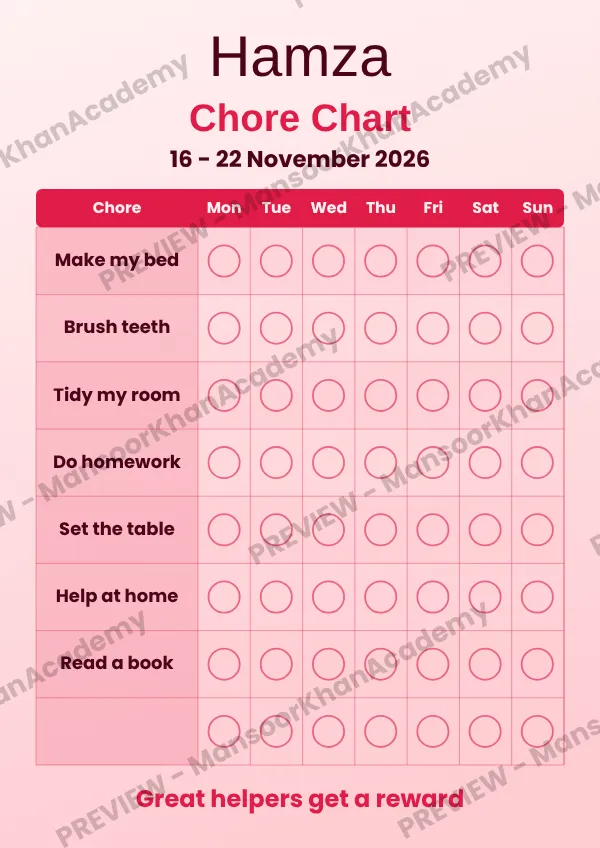 Hamza
Chore Chart
16 - 22 November 2026
Chore Mon Tue Wed Thu Fri Sat Sun
Make my bed
Brush teeth
Tidy my room
Do homework
Set the table
Help at home
Read a book
Great helpers get a reward
PREVIEW - MansoorKhanAcademy